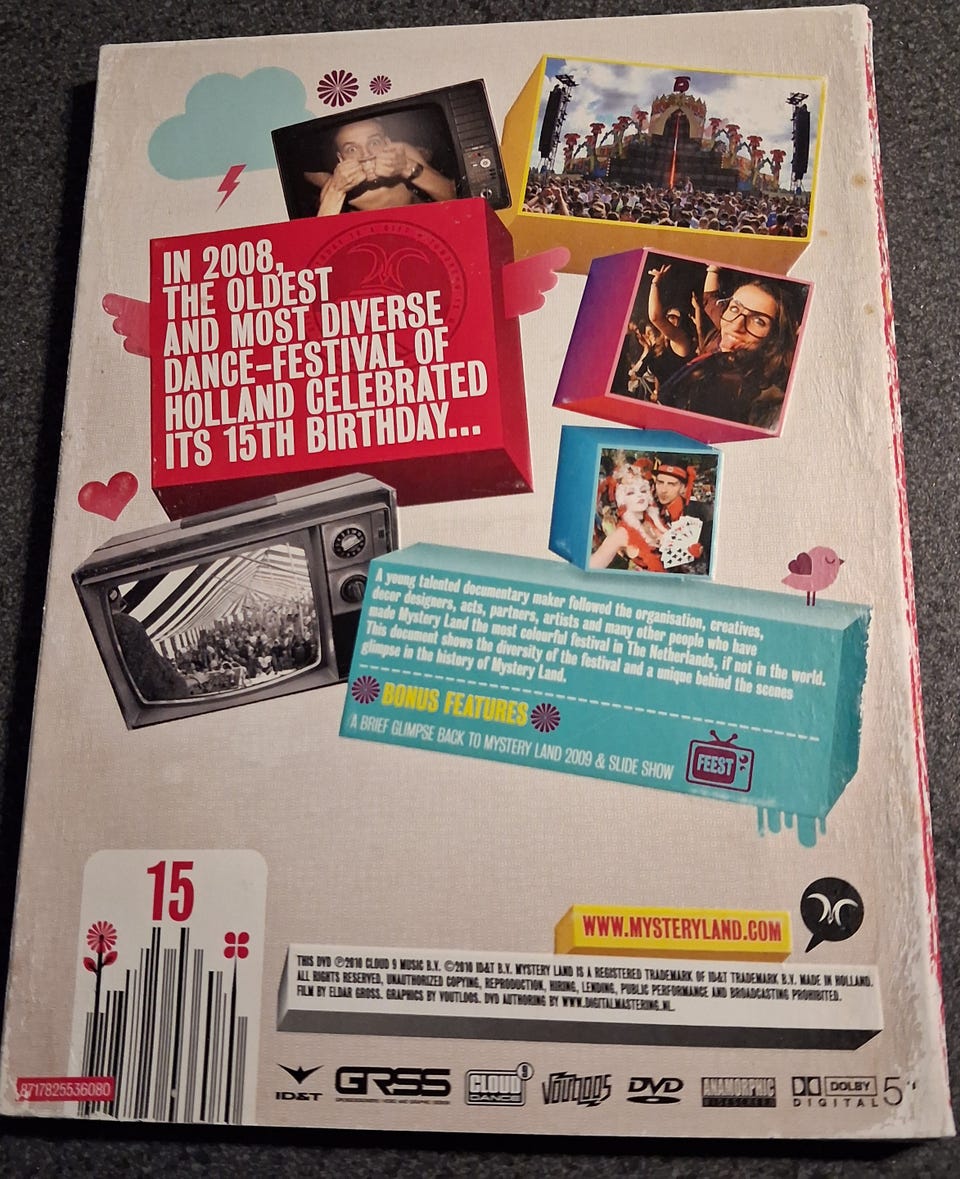 IN 2008,
THE OLDEST
AND MOST DIVERSE
DANCE-FESTIVAL OF
HOLLAND CELEBRATED
ITS 15TH BIRTHDAY...
A young talented documentary maker followed the organisation, creatives,
decor designers, acts, partners, artists and many other people who have
made Mystery Land the most colourful festival in The Netherlands, if not in the world.
This document shows the diversity of the festival and a unique behind the scenes
glimpse in the history of Mystery Land.
BONUS FEATURES
A BRIEF GLIMPSE BACK TO MYSTERY LAND 2009 & SLIDE SHOW
FEEST
15
WWW.MYSTERYLAND.COM
THIS DVD ℗2010 CLOUD 9 MUSIC B.V. ©2010 ID&T B.V. MYSTERY LAND IS A REGISTERED TRADEMARK OF ID&T TRADEMARK B.V. MADE IN HOLLAND.
ALL RIGHTS RESERVED, UNAUTHORIZED COPYING, REPRODUCTION, HIRING, LENDING, PUBLIC PERFORMANCE AND BROADCASTING PROHIBITED.
FILM BY ELDAR GROSS. GRAPHICS BY VOUTLOOS. DVD AUTHORING BY WWW.DIGITALMASTERING.NL.
8717825536080
ID&T GRSS CLOUD 9 DANCE VOUTLOOS DVD ANAMORPHIC WIDESCREEN DOLBY DIGITAL 5.1